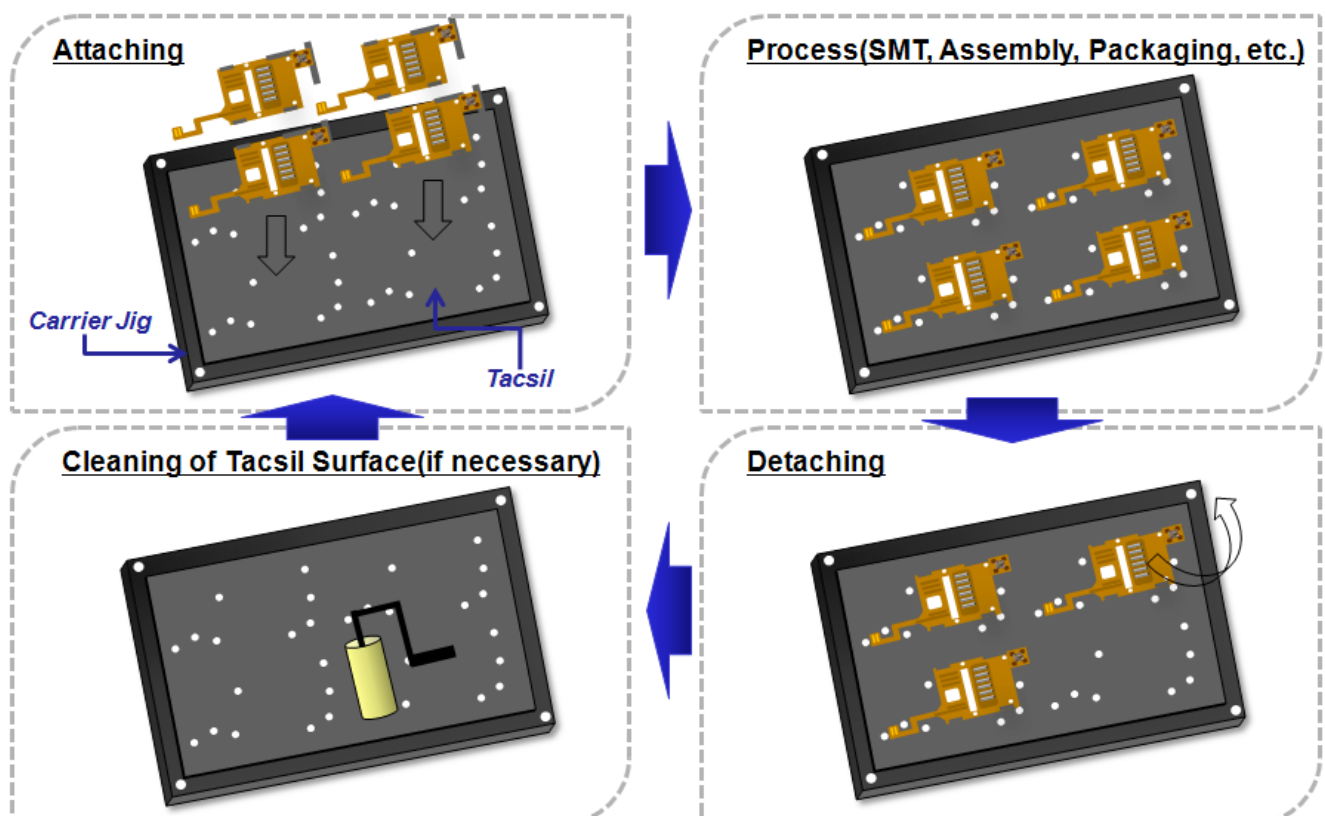 Attaching
Process(SMT, Assembly, Packaging, etc.)
Carrier Jig
Tacsil
Cleaning of Tacsil Surface(if necessary)
Detaching